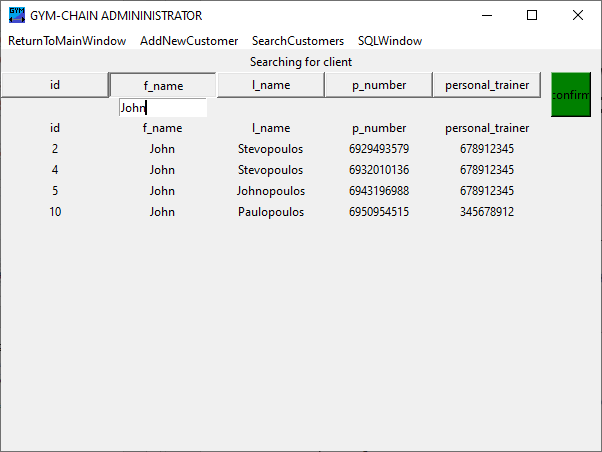 GYM-CHAIN ADMININISTRATOR
ReturnToMainWindow AddNewCustomer SearchCustomers SQLWindow
Searching for client
id f_name l_name p_number personal_trainer confirm
John
id f_name l_name p_number personal_trainer
2 John Stevopoulos 6929493579 678912345
4 John Stevopoulos 6932010136 678912345
5 John Johnopoulos 6943196988 678912345
10 John Paulopoulos 6950954515 345678912